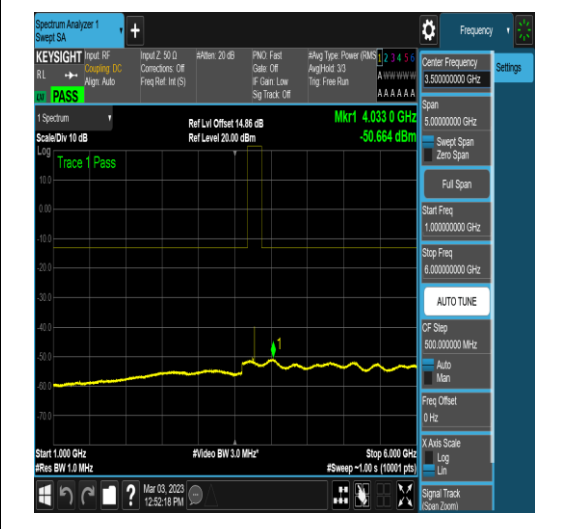 Spectrum Analyzer 1
Swept SA
Frequency
KEYSIGHT
Input: RF
Coupling: DC
Align: Auto
Input Z: 50 Ω
Corrections: Off
Freq Ref: Int (S)
#Atten: 20 dB
PNO: Fast
Gate: Off
IF Gain: Low
Sig Track: Off
#Avg Type: Power (RMS
Avg|Hold: 3/3
Trig: Free Run
1 2 3 4 5 6
A W W W W W
A A A A A A
RL
PASS
1 Spectrum
Scale/Div 10 dB
Ref Lvl Offset 14.86 dB
Ref Level 20.00 dBm
Mkr1 4.033 0 GHz
-50.664 dBm
Log
Trace 1 Pass
10.0
0.00
-10.0
-20.0
-30.0
-40.0
-50.0
-60.0
-70.0
1
Start 1.000 GHz
#Res BW 1.0 MHz
#Video BW 3.0 MHz*
Stop 6.000 GHz
#Sweep ~1.00 s (10001 pts)
Mar 03, 2023
12:52:18 PM
Settings
Center Frequency
3.500000000 GHz
Span
5.00000000 GHz
Swept Span
Zero Span
Full Span
Start Freq
1.000000000 GHz
Stop Freq
6.000000000 GHz
AUTO TUNE
CF Step
500.000000 MHz
Auto
Man
Freq Offset
0 Hz
X Axis Scale
Log
Lin
Signal Track
(Span Zoom)